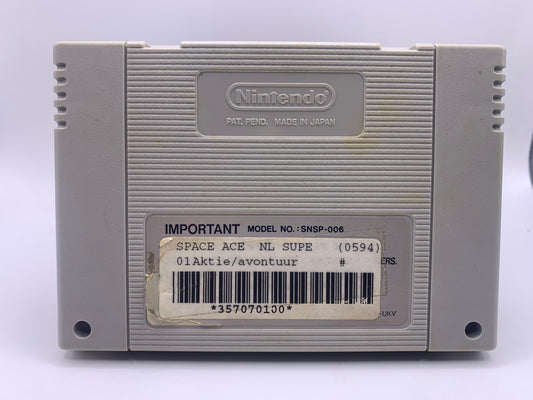 Nintendo
PAT. PEND. MADE IN JAPAN
IMPORTANT MODEL NO.: SNSP-006
SPACE ACE NL SUPE (0594)
01Aktie/avontuur #
ERS.
*357070100*
-UKV